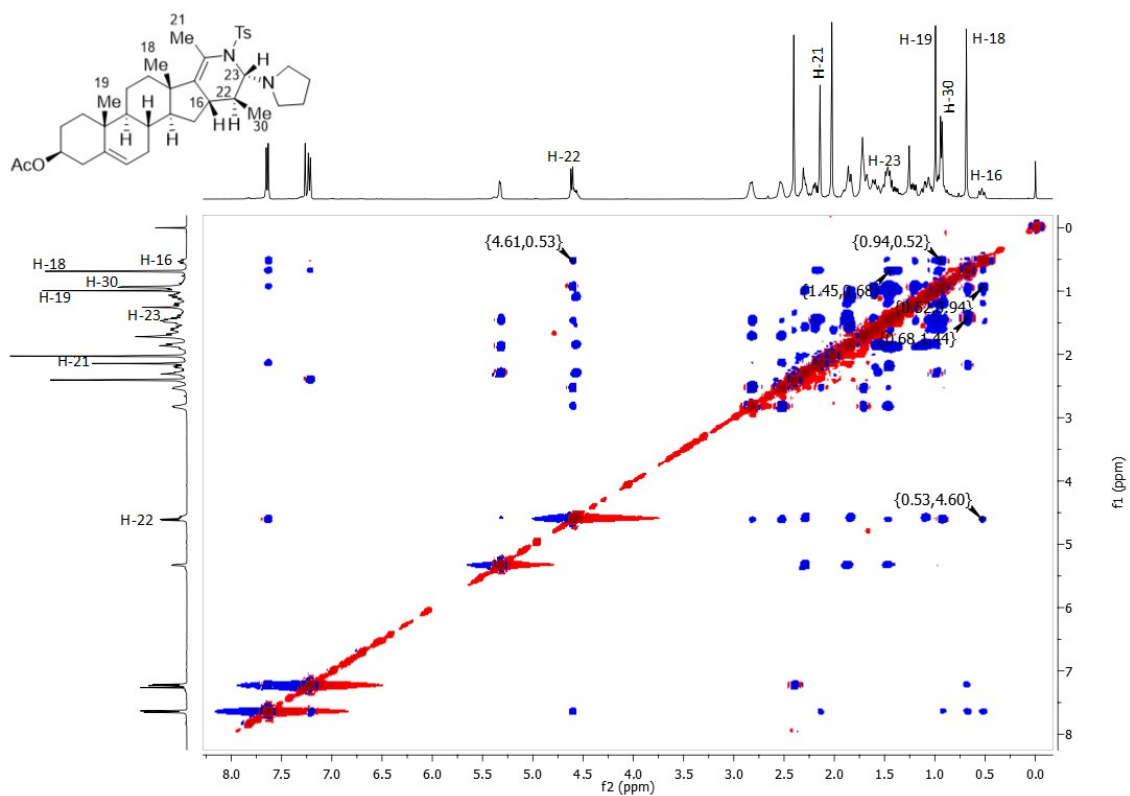 21
Me
Ts
18
Me
N
H
19
Me
23
N
22
16
Me
H
H
30
H
H
H
AcO
H-22
H-21
H-23
H-19
H-30
H-18
H-16
H-18
H-16
H-30
H-19
H-23
H-21
H-22
{4.61,0.53}
{0.94,0.52}
{0.53,4.60}
0
1
2
3
4
5
6
7
8
f1 (ppm)
8.0 7.5 7.0 6.5 6.0 5.5 5.0 4.5 4.0 3.5 3.0 2.5 2.0 1.5 1.0 0.5 0.0
f2 (ppm)